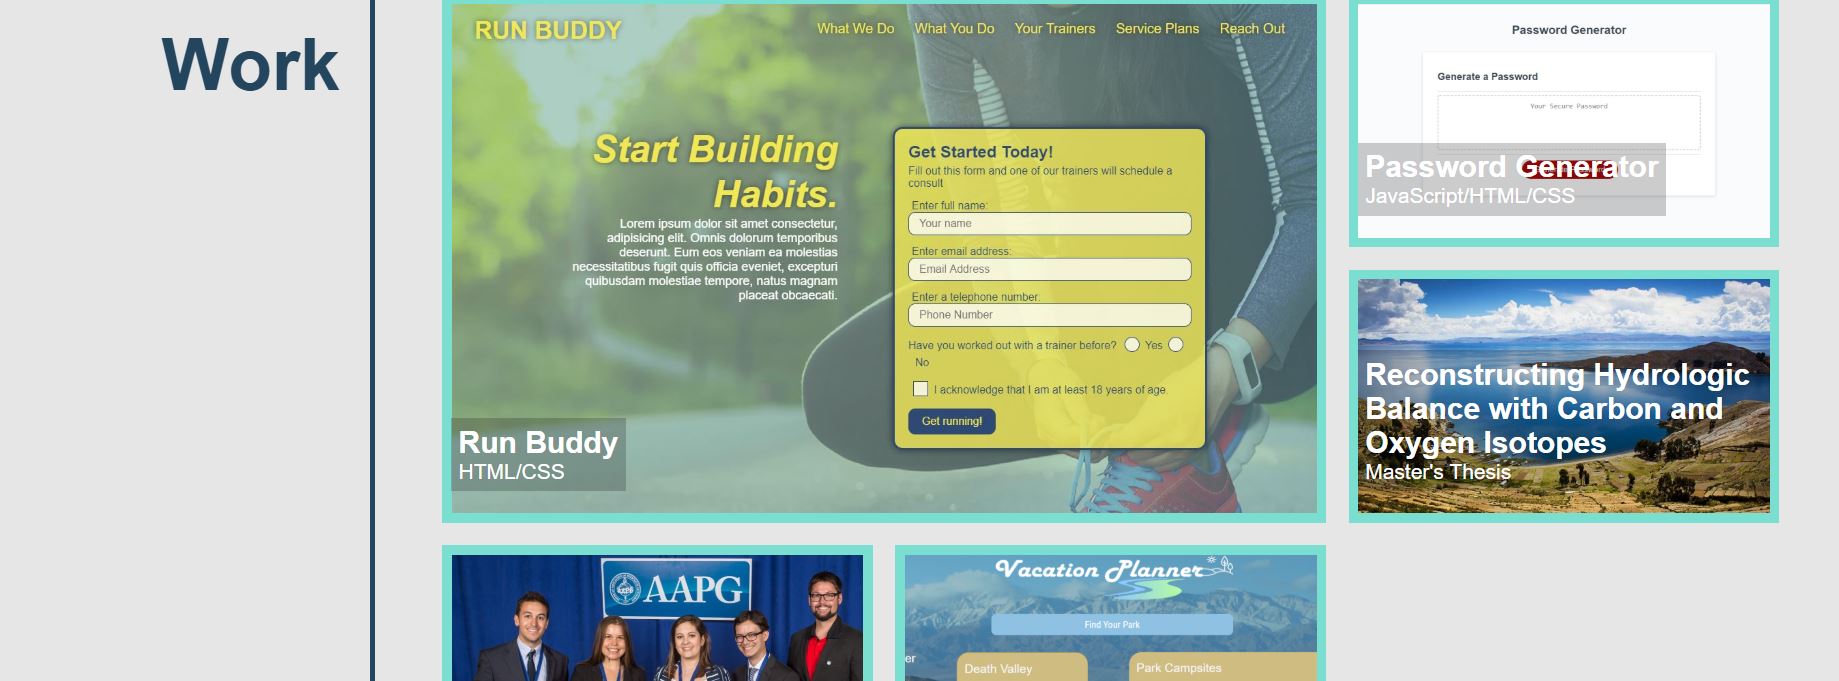 Work
RUN BUDDY
What We Do
What You Do
Your Trainers
Service Plans
Reach Out
Start Building
Habits.
Lorem ipsum dolor sit amet consectetur,
adipisicing elit. Omnis dolorum temporibus
deserunt. Eum eos veniam ea molestias
necessitatibus fugit quis officia eveniet, excepturi
quibusdam molestiae tempore, natus magnam
placeat obcaecati.
Get Started Today!
Fill out this form and one of our trainers will schedule a
consult
Enter full name:
Your name
Enter email address:
Email Address
Enter a telephone number:
Phone Number
Have you worked out with a trainer before? Yes
No
I acknowledge that I am at least 18 years of age.
Get running!
Run Buddy
HTML/CSS
Password Generator
Generate a Password
Your Secure Password
Password Generator
JavaScript/HTML/CSS
Reconstructing Hydrologic
Balance with Carbon and
Oxygen Isotopes
Master's Thesis
AAPG
Vacation Planner
Find Your Park
er
Death Valley
Park Campsites